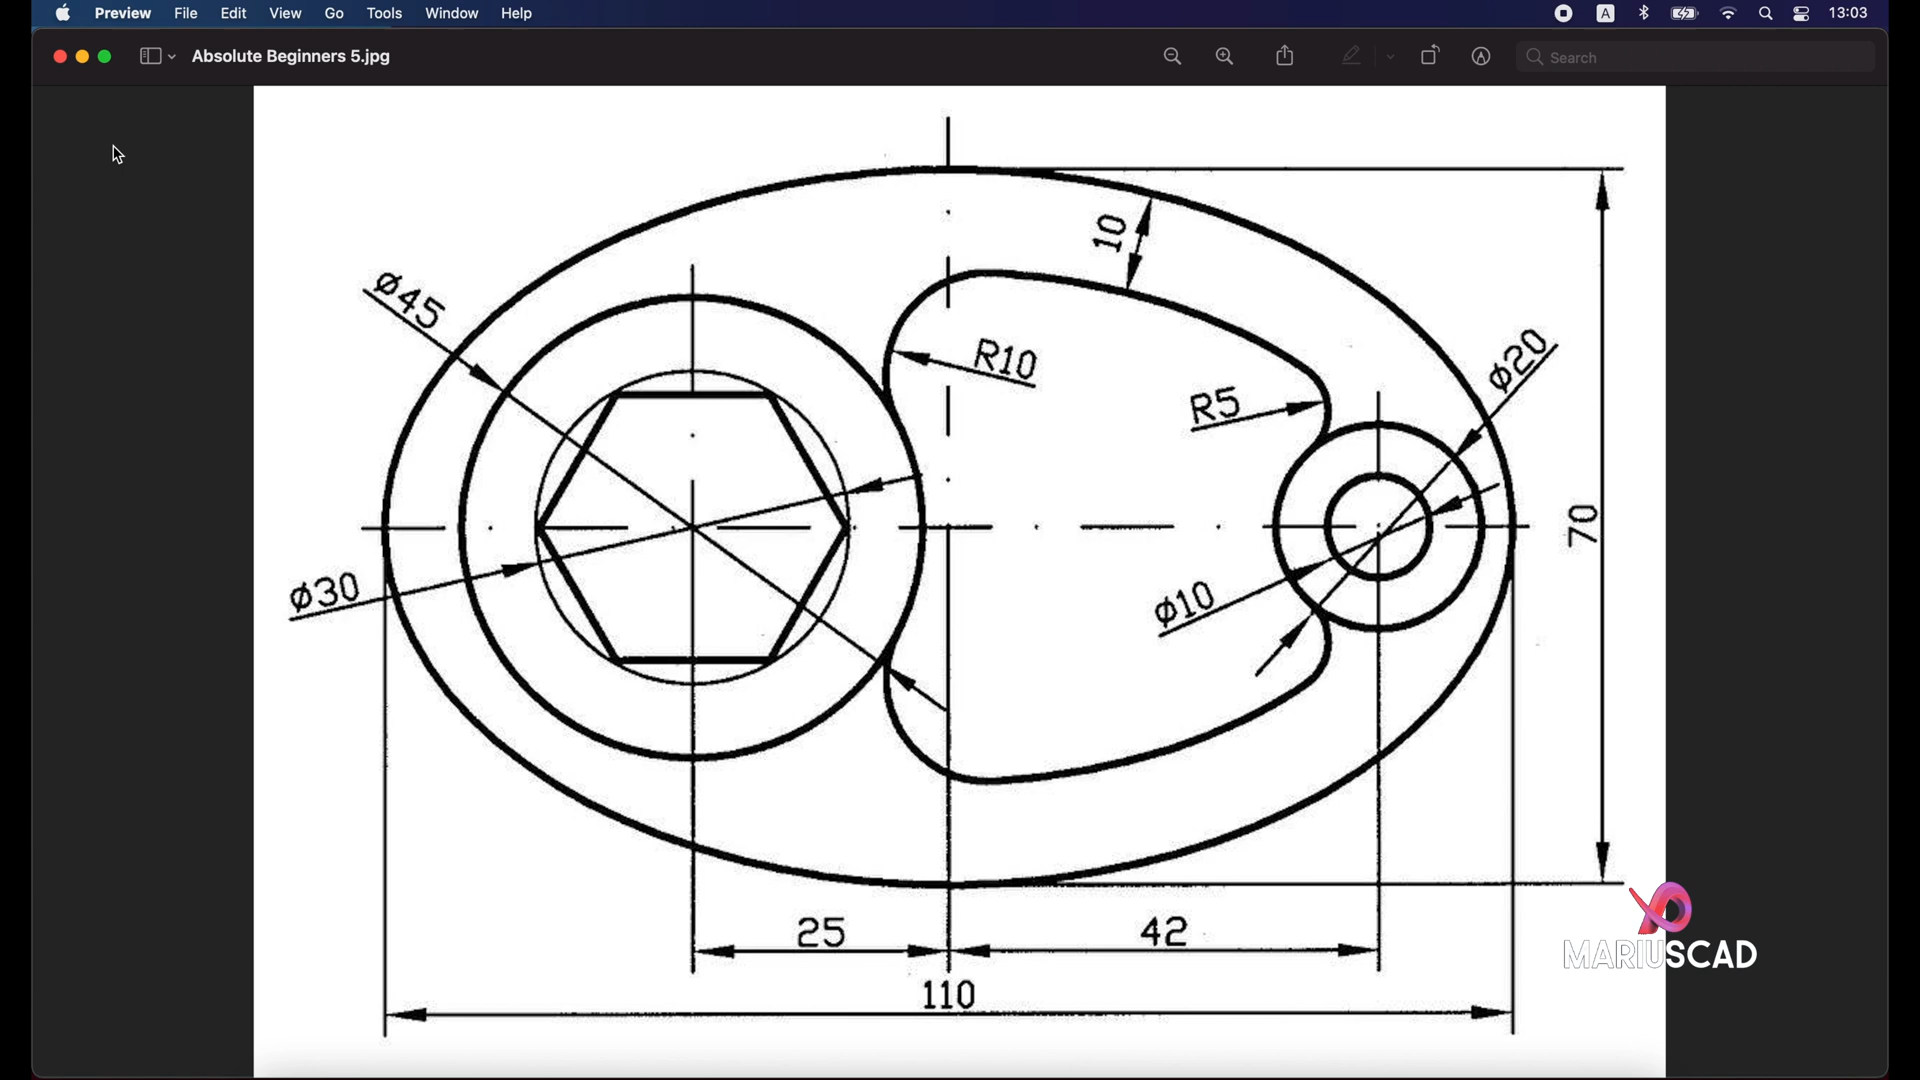 Preview File Edit View Go Tools Window Help A 13:03
Absolute Beginners 5.jpg Search
10
Ø45
R10
Ø20
R5
70
Ø30
Ø10
25
42
MARIUSCAD
110